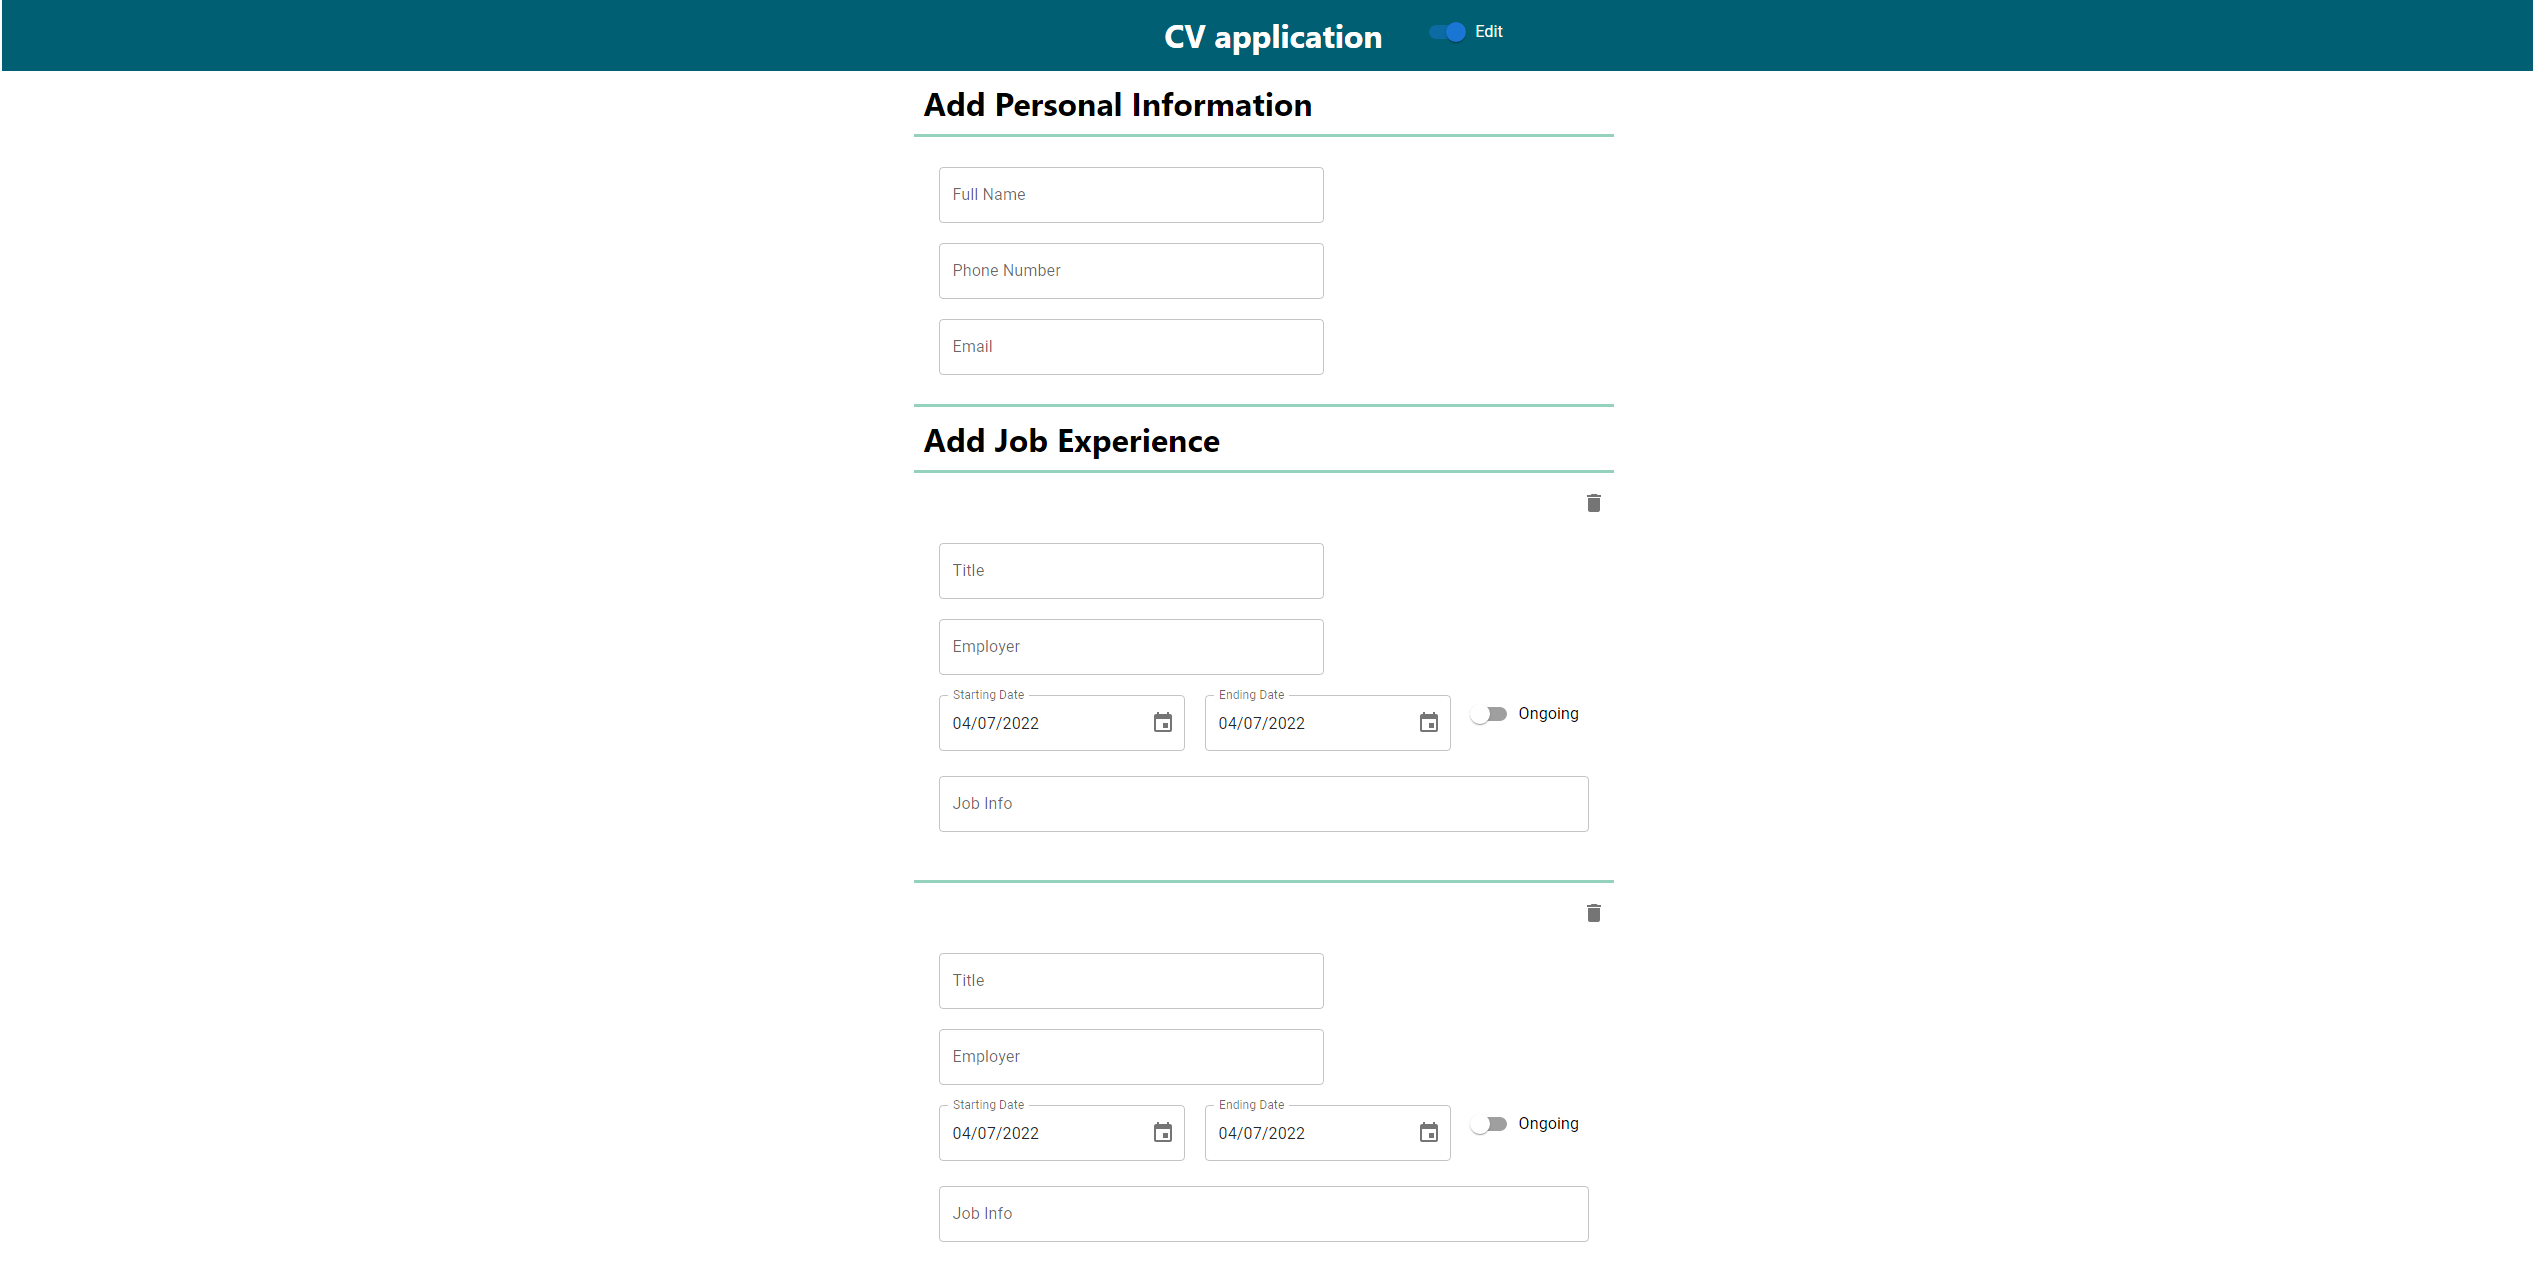 CV application
Edit
Add Personal Information
Full Name
Phone Number
Email
Add Job Experience
Title
Employer
Starting Date
04/07/2022
Ending Date
04/07/2022
Ongoing
Job Info
Title
Employer
Starting Date
04/07/2022
Ending Date
04/07/2022
Ongoing
Job Info